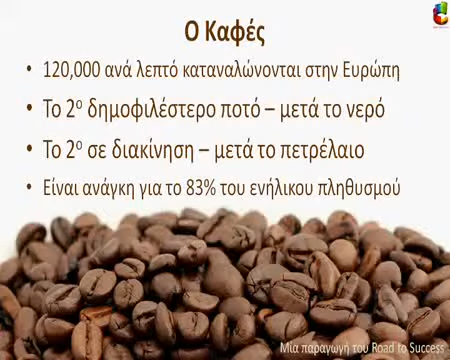 Ο Καφές
• 120,000 ανά λεπτό καταναλώνονται στην Ευρώπη
• Το 2ο δημοφιλέστερο ποτό – μετά το νερό
• Το 2ο σε διακίνηση – μετά το πετρέλαιο
• Είναι ανάγκη για το 83% του ενήλικου πληθυσμού
Μία παραγωγή του Road to Success